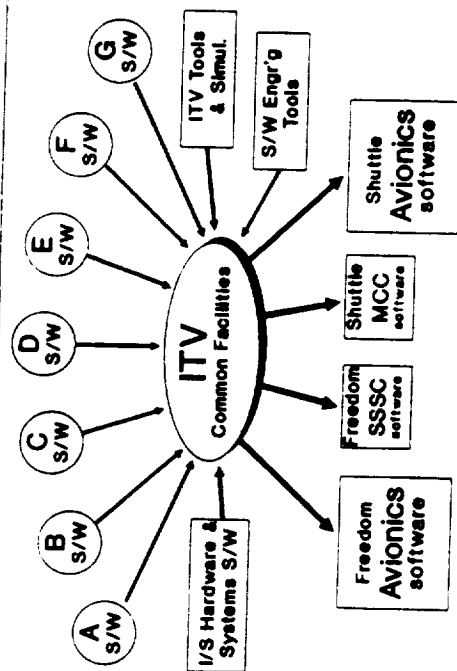 A
S/W
B
S/W
C
S/W
D
S/W
E
S/W
F
S/W
G
S/W
I/S Hardware &
Systems S/W
ITV
Common Facilities
ITV Tools
& Simul.
S/W Engr'g
Tools
Freedom
Avionics
software
Freedom
SSSC
software
Shuttle
MCC
software
Shuttle
Avionics
software